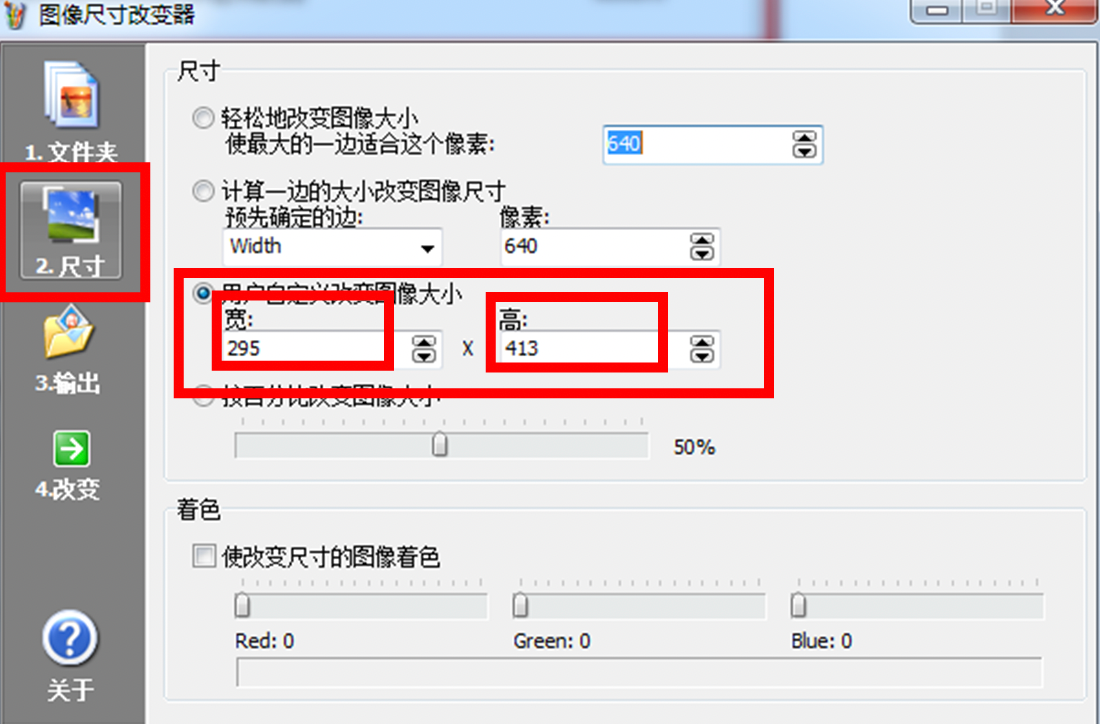 图像尺寸改变器
尺寸
轻松地改变图像大小
使最大的一边适合这个像素:
640
1.文件夹
计算一边的大小改变图像尺寸
预先确定的边:
像素:
Width
640
2.尺寸
用户自定义改变图像大小
宽:
高:
295
X
413
3.输出
按百分比改变图像大小
50%
4.改变
着色
使改变尺寸的图像着色
Red: 0
Green: 0
Blue: 0
关于